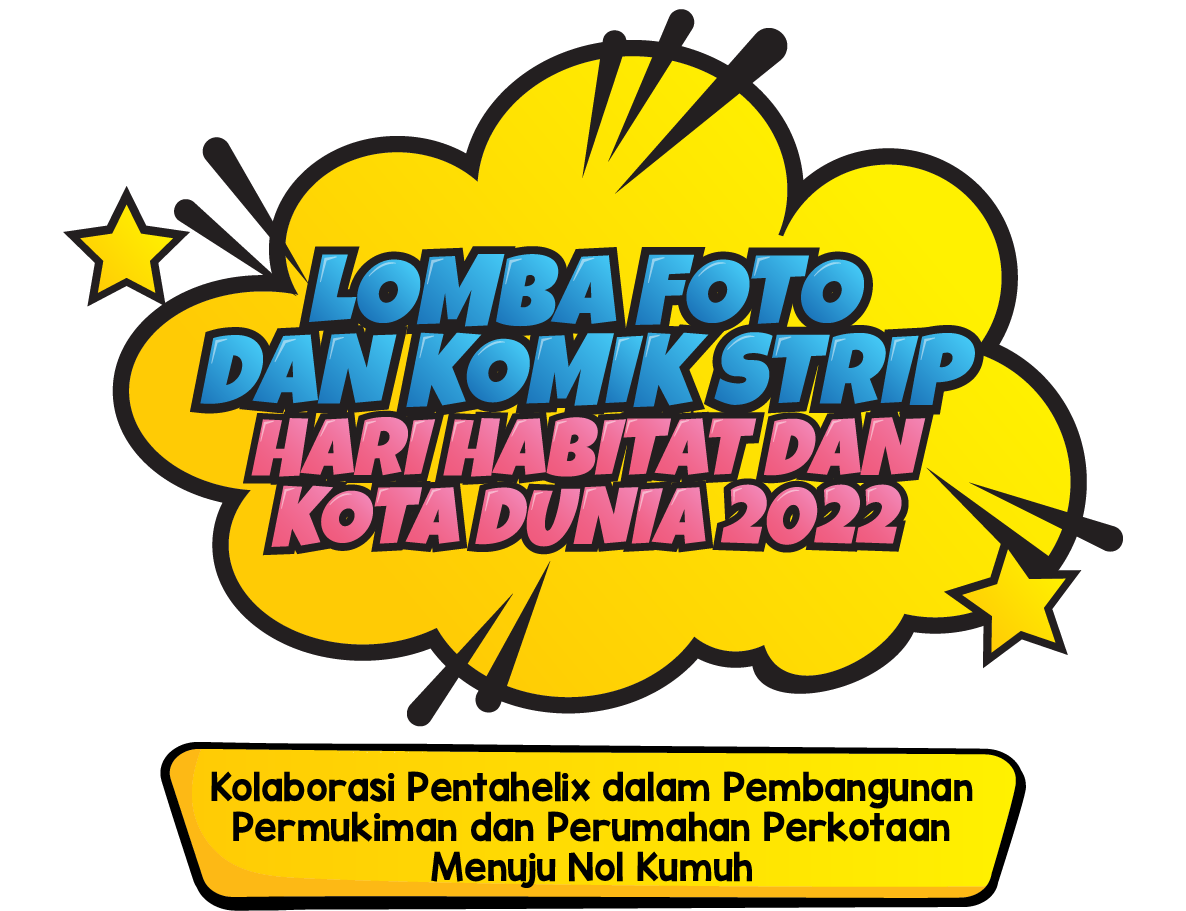 LOMBA FOTO
DAN KOMIK STRIP
HARI HABITAT DAN
KOTA DUNIA 2022
Kolaborasi Pentahelix dalam Pembangunan
Permukiman dan Perumahan Perkotaan
Menuju Nol Kumuh